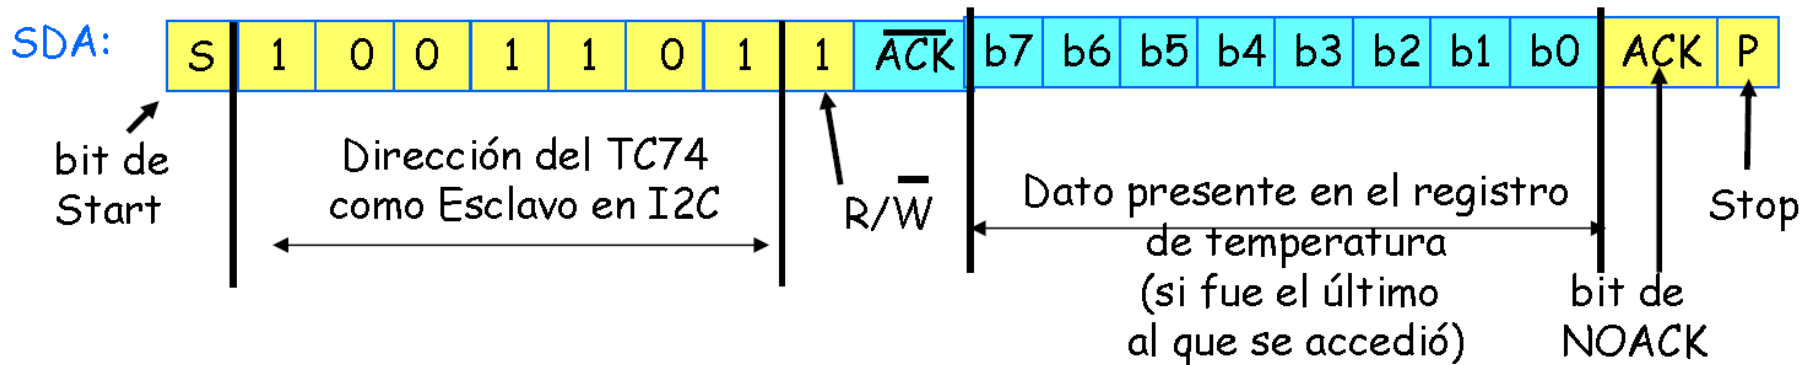 SDA: S 1 0 0 1 1 0 1 1 A̅C̅K̅ b7 b6 b5 b4 b3 b2 b1 b0 ACK P
bit de
Start
Dirección del TC74
como Esclavo en I2C
R/W̅
Dato presente en el registro
de temperatura
(si fue el último
al que se accedió)
bit de
NOACK
Stop